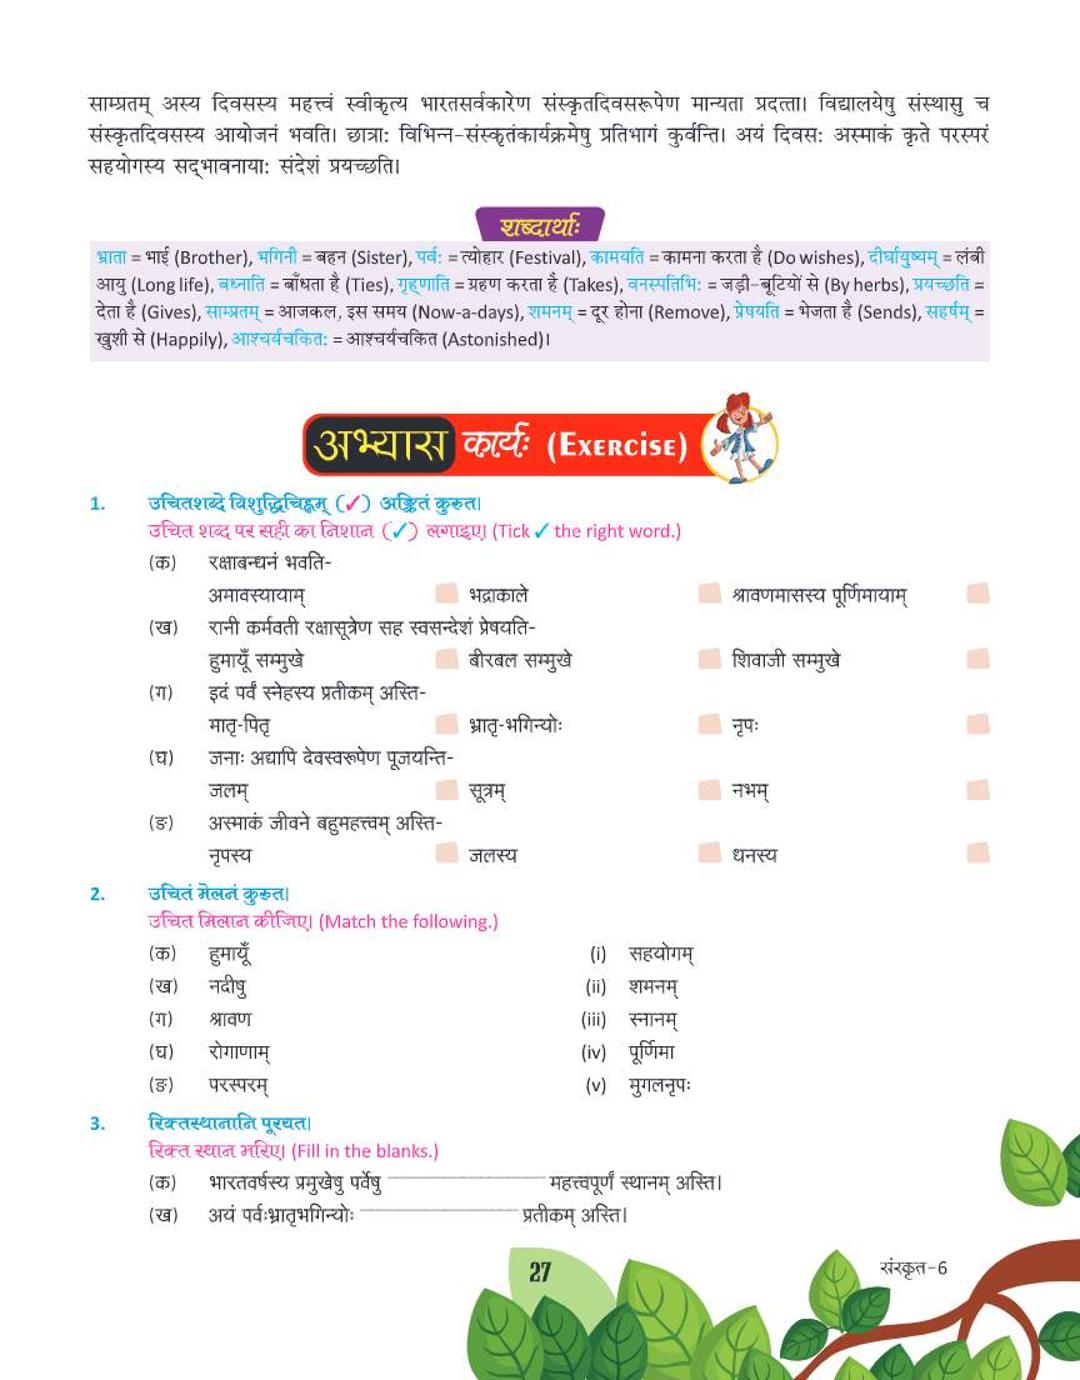 साम्प्रतम् अस्य दिवसस्य महत्त्वं स्वीकृत्य भारतसर्वकारेण संस्कृतदिवसरूपेण मान्यता प्रदत्ता। विद्यालयेषु संस्थासु च
संस्कृतदिवसस्य आयोजनं भवति। छात्रा: विभिन्न-संस्कृतंकार्यक्रमेषु प्रतिभागं कुर्वन्ति। अयं दिवस: अस्माकं कृते परस्परं
सहयोगस्य सद्भावनाया: संदेशं प्रयच्छति।
शब्दार्थाः
भ्राता = भाई (Brother), भगिनी = बहन (Sister), पर्व: = त्योहार (Festival), कामयति = कामना करता है (Do wishes), दीर्घायुष्यम् = लंबी
आयु (Long life), बध्नाति = बाँधता है (Ties), गृह्णाति = ग्रहण करता है (Takes), वनस्पतिभि: = जड़ी-बूटियों से (By herbs), प्रयच्छति =
देता है (Gives), साम्प्रतम् = आजकल, इस समय (Now-a-days), शमनम् = दूर होना (Remove), प्रेषयति = भेजता है (Sends), सहर्षम् =
खुशी से (Happily), आश्चर्यचकित: = आश्चर्यचकित (Astonished)।
अभ्यास कार्यः (Exercise)
1. उचितशब्दे विशुद्धिचिह्नम् (✓) अङ्कितं कुरुत।
उचित शब्द पर सही का निशान (✓) लगाइए। (Tick ✓ the right word.)
(क) रक्षाबन्धनं भवति-
अमावस्यायाम् भद्राकाले श्रावणमासस्य पूर्णिमायाम्
(ख) रानी कर्मवती रक्षासूत्रेण सह स्वसन्देशं प्रेषयति-
हुमायूँ सम्मुखे बीरबल सम्मुखे शिवाजी सम्मुखे
(ग) इदं पर्वं स्नेहस्य प्रतीकम् अस्ति-
मातृ-पितृ भ्रातृ-भगिन्योः नृपः
(घ) जनाः अद्यापि देवस्वरूपेण पूजयन्ति-
जलम् सूत्रम् नभम्
(ङ) अस्माकं जीवने बहुमहत्त्वम् अस्ति-
नृपस्य जलस्य धनस्य
2. उचितं मेलनं कुरुत।
उचित मिलान कीजिए। (Match the following.)
(क) हुमायूँ (i) सहयोगम्
(ख) नदीषु (ii) शमनम्
(ग) श्रावण (iii) स्नानम्
(घ) रोगाणाम् (iv) पूर्णिमा
(ङ) परस्परम् (v) मुगलनृपः
3. रिक्तस्थानानि पूरयत।
रिक्त स्थान भरिए। (Fill in the blanks.)
(क) भारतवर्षस्य प्रमुखेषु पर्वेषु ____________ महत्त्वपूर्णं स्थानम् अस्ति।
(ख) अयं पर्वःभ्रातृभगिन्योः ____________ प्रतीकम् अस्ति।
27
संस्कृत-6